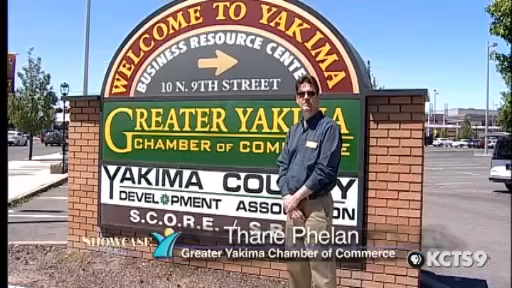 WELCOME TO YAKIMA
BUSINESS RESOURCE CENTER
10 N. 9TH STREET
GREATER YAKIMA
CHAMBER OF COMMERCE
YAKIMA COUNTY
DEVELOPMENT ASSOCIATION
S.C.O.R.E. / S.B.
SHOWCASE
Thane Phelan
Greater Yakima Chamber of Commerce
PBS KCTS9